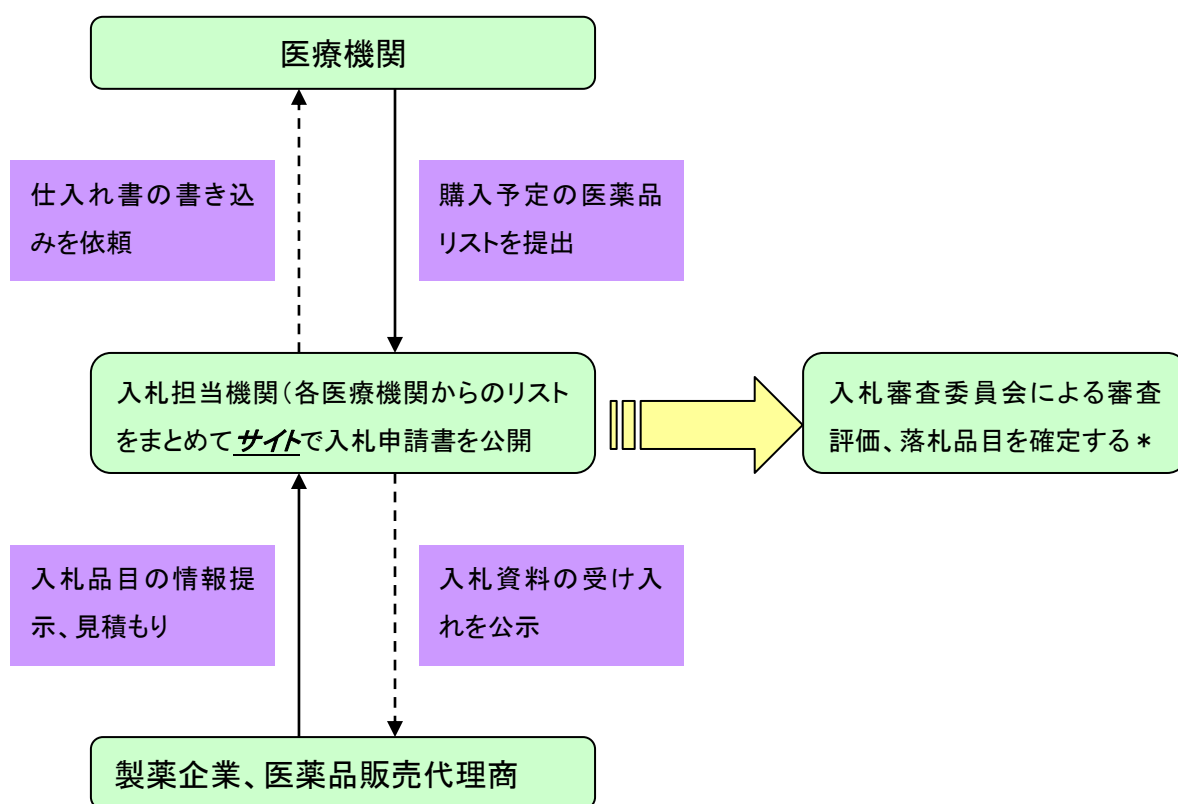 医療機関
仕入れ書の書き込
みを依頼
購入予定の医薬品
リストを提出
入札担当機関(各医療機関からのリスト
をまとめてサイトで入札申請書を公開
入札審査委員会による審査
評価、落札品目を確定する*
入札品目の情報提
示、見積もり
入札資料の受け入
れを公示
製薬企業、医薬品販売代理商